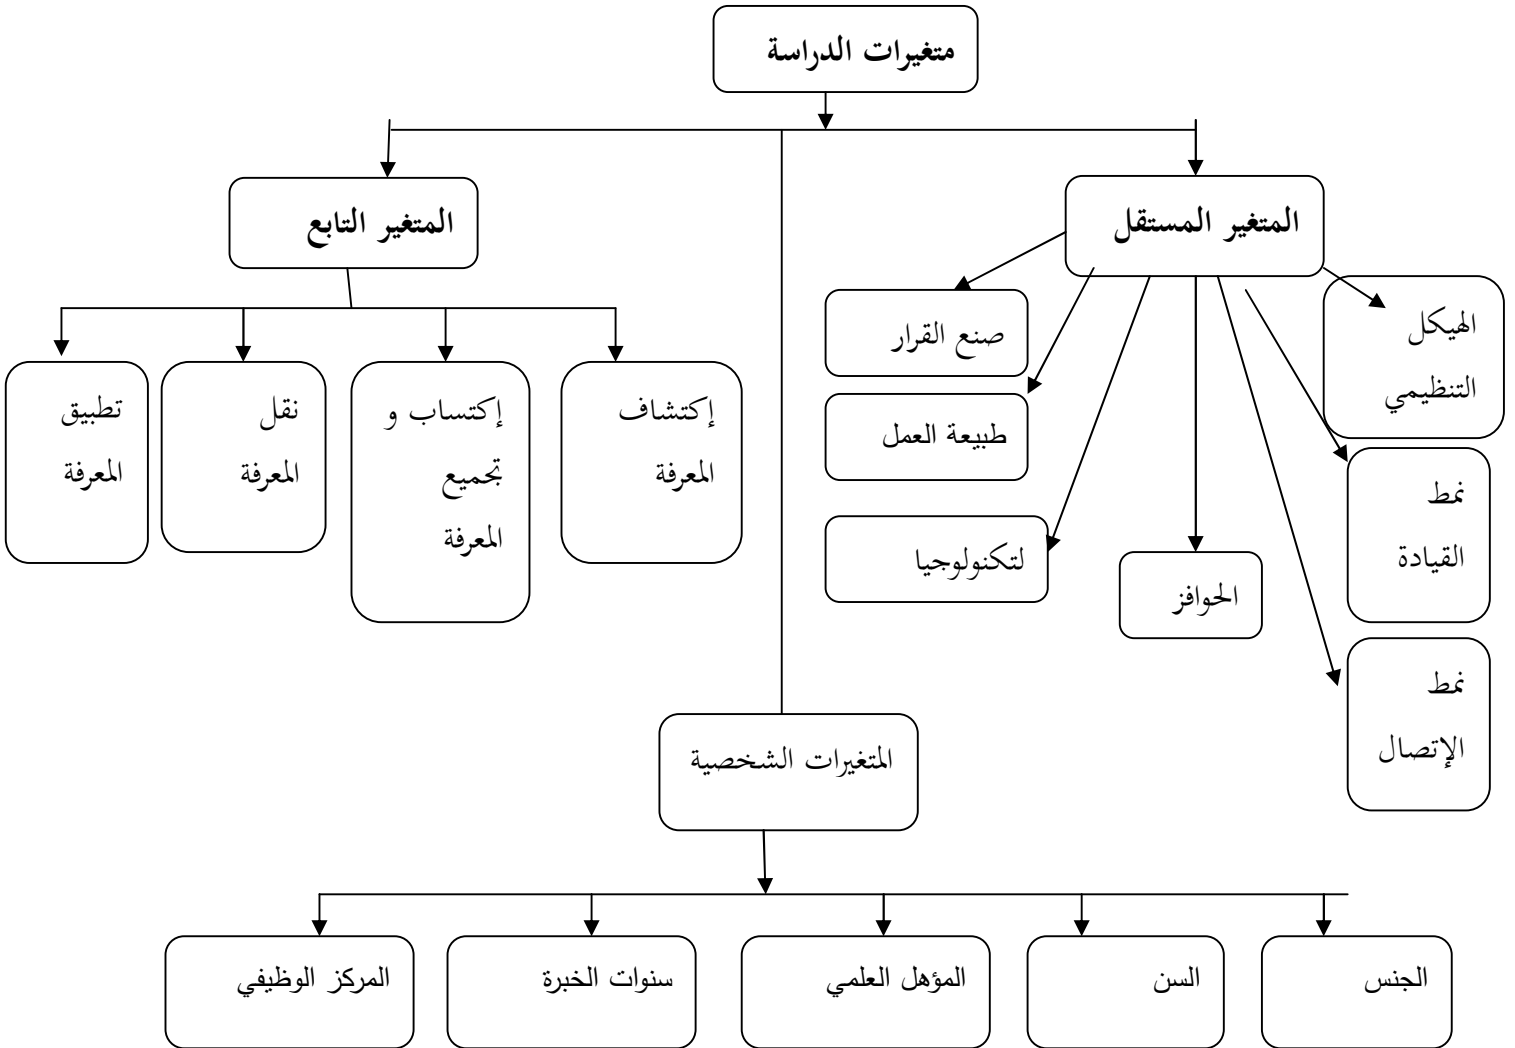 متغيرات الدراسة
المتغير المستقل
المتغير التابع
الهيكل
التنظيمي
نمط
القيادة
نمط
الإتصال
الحوافز
صنع القرار
طبيعة العمل
لتكنولوجيا
إكتشاف
المعرفة
إكتساب و
تجميع
المعرفة
نقل
المعرفة
تطبيق
المعرفة
المتغيرات الشخصية
الجنس
السن
المؤهل العلمي
سنوات الخبرة
المركز الوظيفي